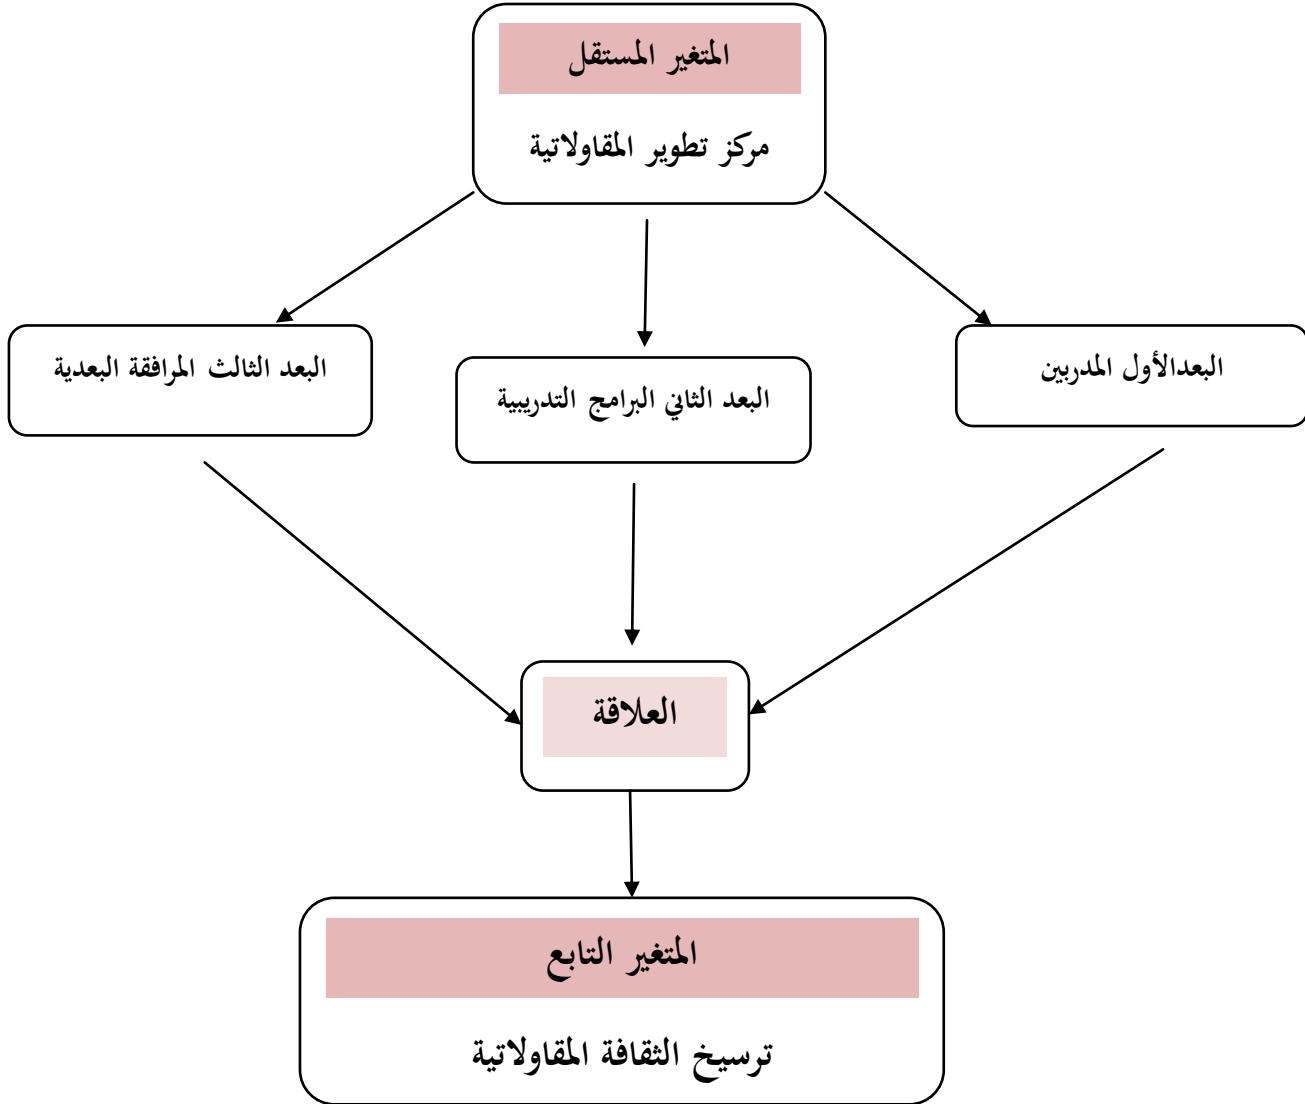 المتغير المستقل
مركز تطوير المقاولاتية
البعدالأول المدربين
البعد الثاني البرامج التدريبية
البعد الثالث المرافقة البعدية
العلاقة
المتغير التابع
ترسيخ الثقافة المقاولاتية